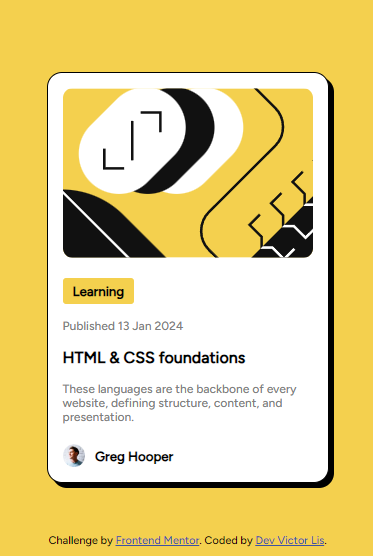 Learning
Published 13 Jan 2024
HTML & CSS foundations
These languages are the backbone of every
website, defining structure, content, and
presentation.
Greg Hooper
Challenge by Frontend Mentor. Coded by Dev Victor Lis.